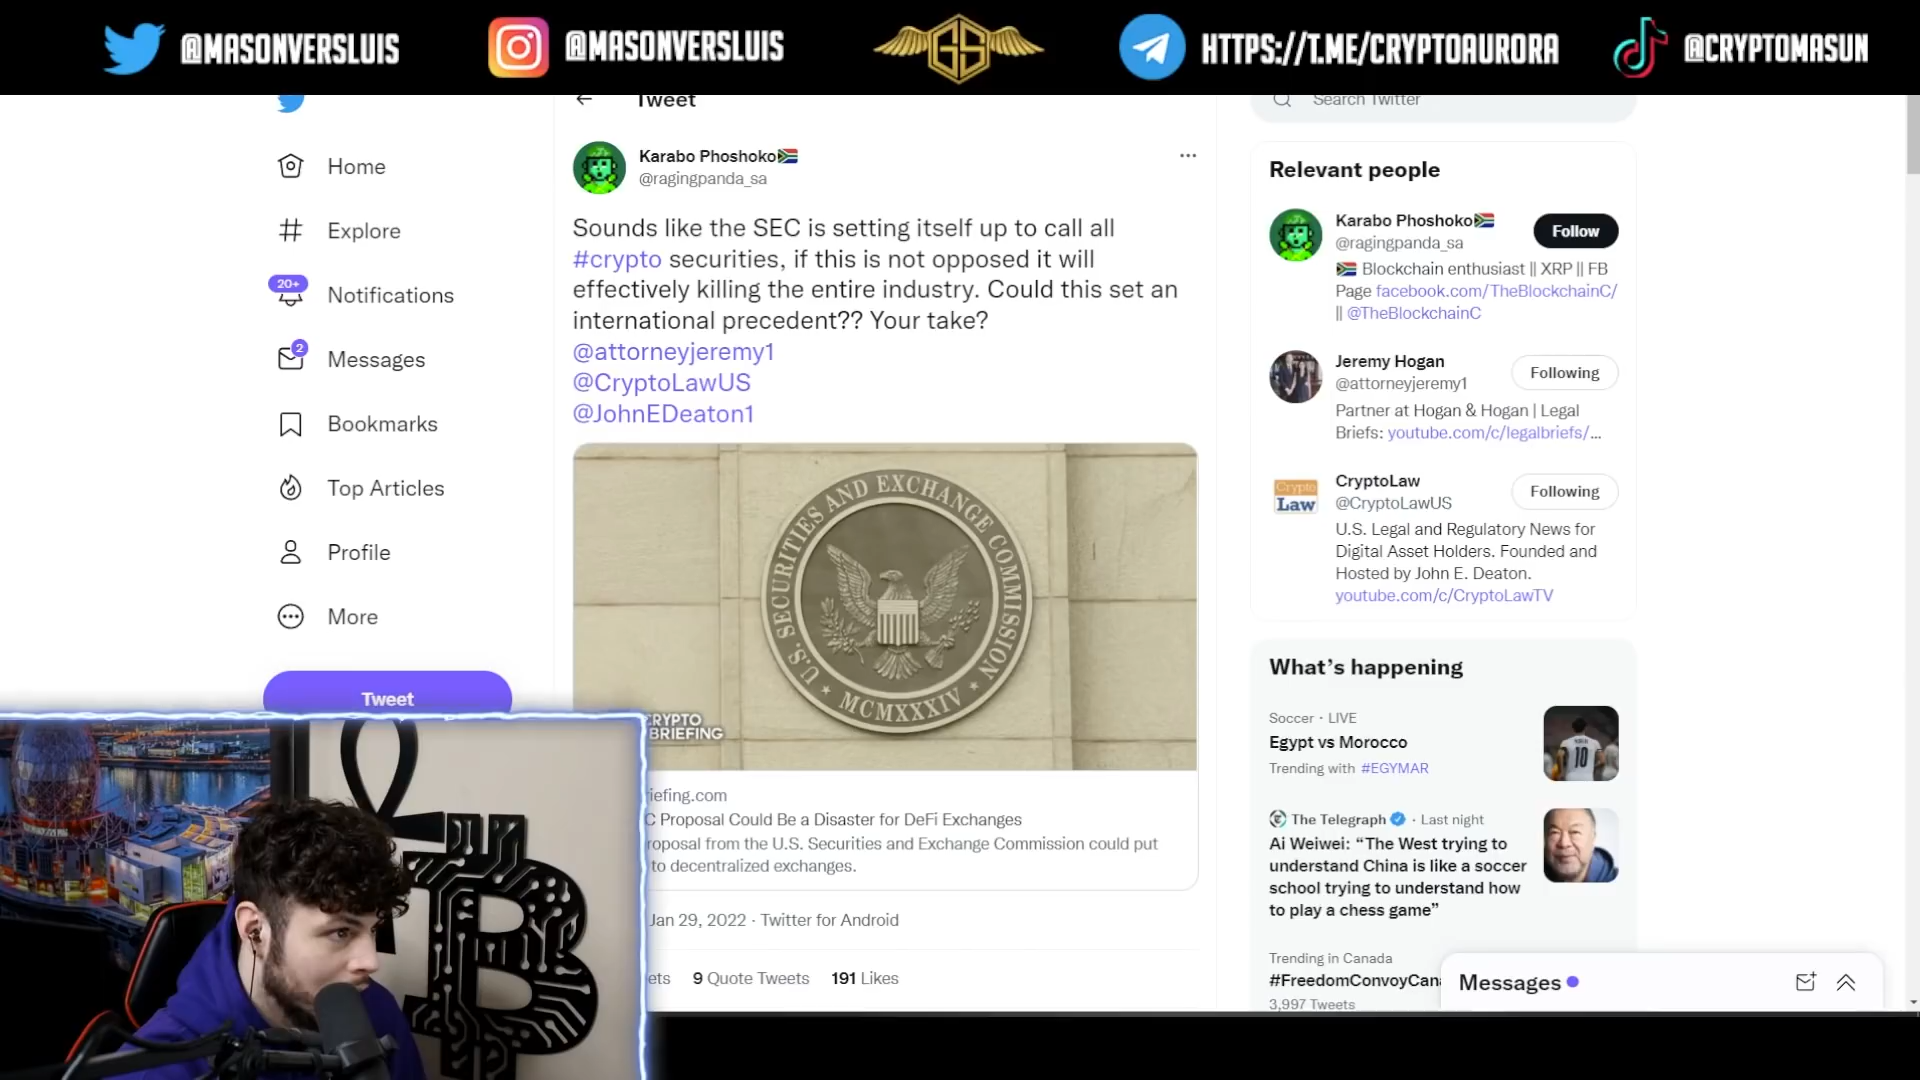 @MASONVERSLUIS
@MASONVERSLUIS
GS
HTTPS://T.ME/CRYPTOAURORA
@CRYPTOMASUN
Tweet
Search Twitter
Home
Explore
20+
Notifications
2
Messages
Bookmarks
Top Articles
Profile
More
Tweet
Karabo Phoshoko🇿🇦
@ragingpanda_sa
Sounds like the SEC is setting itself up to call all
#crypto securities, if this is not opposed it will
effectively killing the entire industry. Could this set an
international precedent?? Your take?
@attorneyjeremy1
@CryptoLawUS
@JohnEDeaton1
U.S. SECURITIES AND EXCHANGE COMMISSION
MCMXXXIV
CRYPTO
BRIEFING
riefing.com
C Proposal Could Be a Disaster for DeFi Exchanges
roposal from the U.S. Securities and Exchange Commission could put
to decentralized exchanges.
Jan 29, 2022 · Twitter for Android
ets 9 Quote Tweets 191 Likes
Relevant people
Karabo Phoshoko🇿🇦
Follow
@ragingpanda_sa
🇿🇦 Blockchain enthusiast || XRP || FB
Page facebook.com/TheBlockchainC/
|| @TheBlockchainC
Jeremy Hogan
Following
@attorneyjeremy1
Partner at Hogan & Hogan | Legal
Briefs: youtube.com/c/legalbriefs/...
Crypto
Law
CryptoLaw
Following
@CryptoLawUS
U.S. Legal and Regulatory News for
Digital Asset Holders. Founded and
Hosted by John E. Deaton.
youtube.com/c/CryptoLawTV
What's happening
Soccer · LIVE
Egypt vs Morocco
Trending with #EGYMAR
10
The Telegraph · Last night
Ai Weiwei: “The West trying to
understand China is like a soccer
school trying to understand how
to play a chess game”
Trending in Canada
#FreedomConvoyCan
3,997 Tweets
Messages